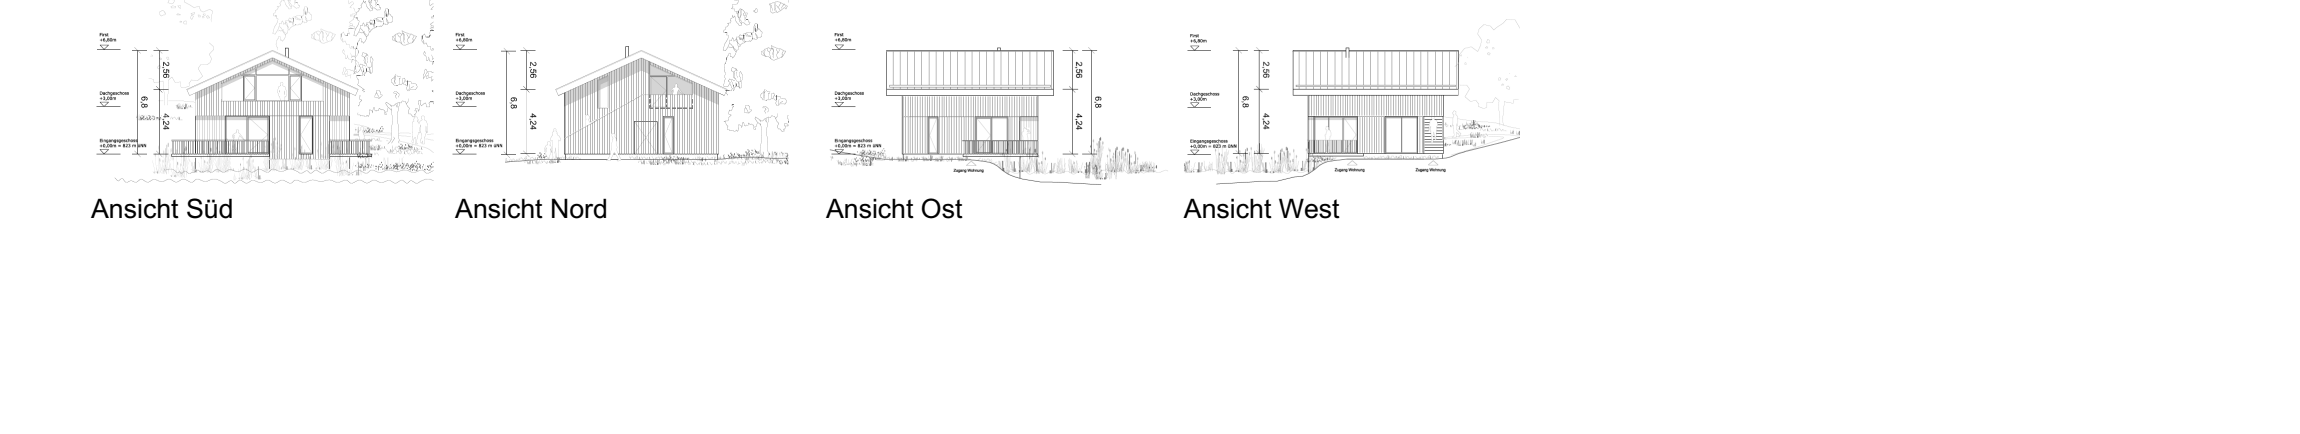 First
+6,80m
2,56
Dachgeschoss
+3,00m
6,8
4,24
Eingangsgeschoss
+0,00m = 823 m üNN
Ansicht Süd
First
+6,80m
2,56
Dachgeschoss
+3,00m
6,8
4,24
Eingangsgeschoss
+0,00m = 823 m üNN
Ansicht Nord
First
+6,80m
2,56
Dachgeschoss
+3,00m
6,8
4,24
Eingangsgeschoss
+0,00m = 823 m üNN
Zugang Wohnung
Ansicht Ost
First
+6,80m
2,56
Dachgeschoss
+3,00m
6,8
4,24
Eingangsgeschoss
+0,00m = 823 m üNN
Zugang Wohnung
Zugang Wohnung
Ansicht West